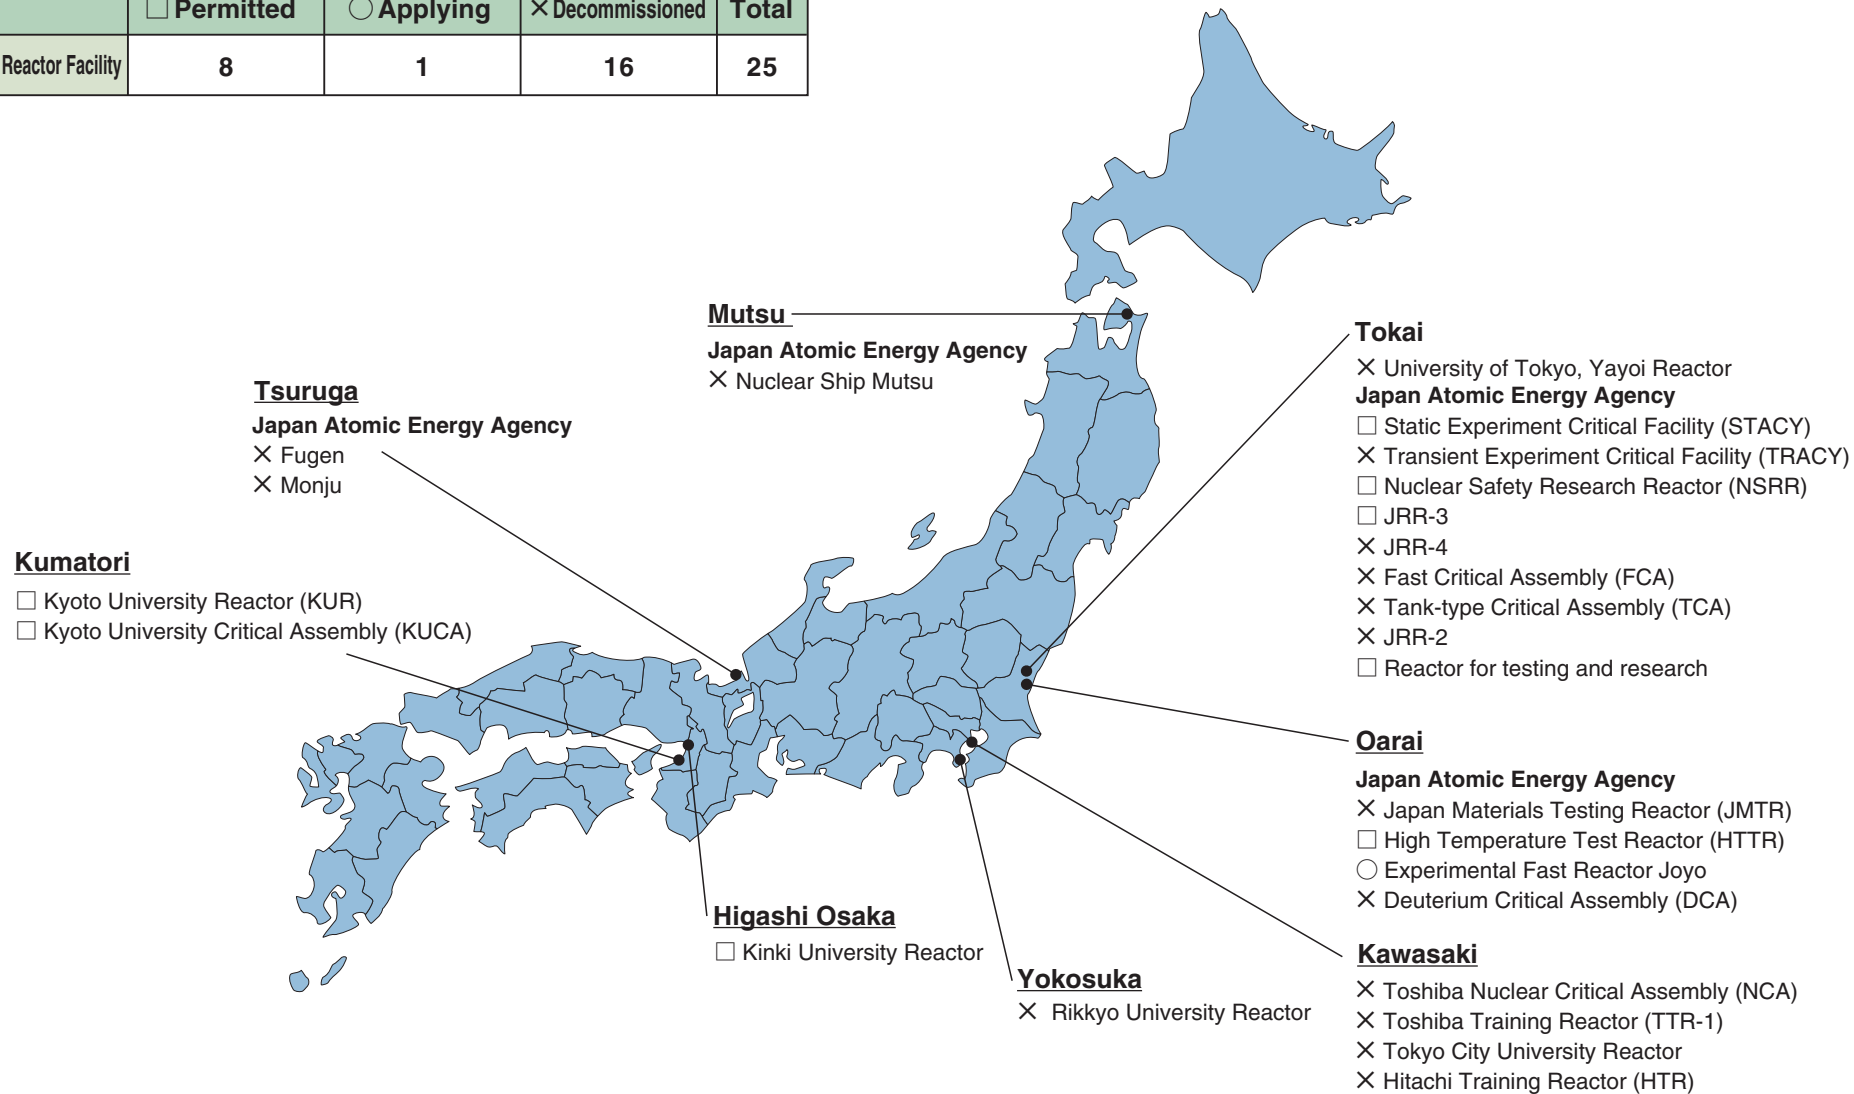 □ Permitted ○ Applying × Decommissioned Total
Reactor Facility 8 1 16 25
Mutsu
Japan Atomic Energy Agency
× Nuclear Ship Mutsu
Tsuruga
Japan Atomic Energy Agency
× Fugen
× Monju
Kumatori
□ Kyoto University Reactor (KUR)
□ Kyoto University Critical Assembly (KUCA)
Tokai
× University of Tokyo, Yayoi Reactor
Japan Atomic Energy Agency
□ Static Experiment Critical Facility (STACY)
× Transient Experiment Critical Facility (TRACY)
□ Nuclear Safety Research Reactor (NSRR)
□ JRR-3
× JRR-4
× Fast Critical Assembly (FCA)
× Tank-type Critical Assembly (TCA)
× JRR-2
□ Reactor for testing and research
Oarai
Japan Atomic Energy Agency
× Japan Materials Testing Reactor (JMTR)
□ High Temperature Test Reactor (HTTR)
○ Experimental Fast Reactor Joyo
× Deuterium Critical Assembly (DCA)
Higashi Osaka
□ Kinki University Reactor
Yokosuka
× Rikkyo University Reactor
Kawasaki
× Toshiba Nuclear Critical Assembly (NCA)
× Toshiba Training Reactor (TTR-1)
× Tokyo City University Reactor
× Hitachi Training Reactor (HTR)